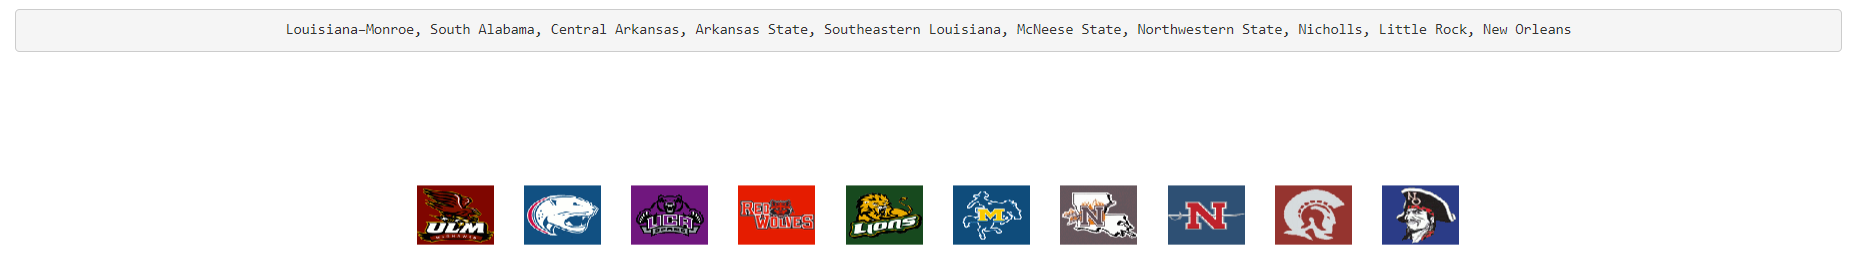 Louisiana–Monroe, South Alabama, Central Arkansas, Arkansas State, Southeastern Louisiana, McNeese State, Northwestern State, Nicholls, Little Rock, New Orleans
ULM WARHAWKS UCA BEARS RED WOLVES LIONS M N N NO